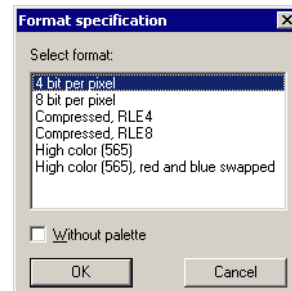 Format specification
Select format:
4 bit per pixel
8 bit per pixel
Compressed, RLE4
Compressed, RLE8
High color (565)
High color (565), red and blue swapped
Without palette
OK Cancel